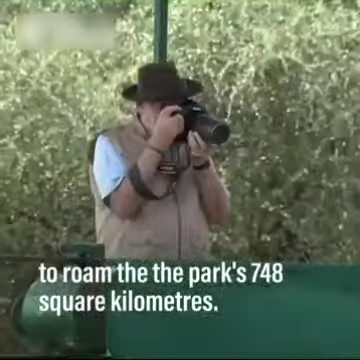 to roam the the park's 748
square kilometres.